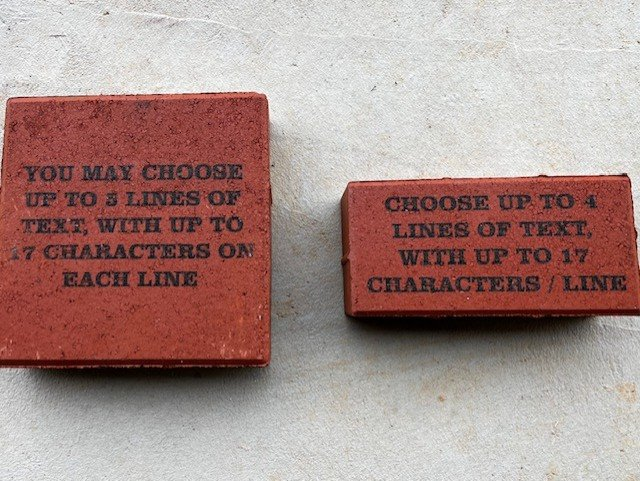 YOU MAY CHOOSE
UP TO 3 LINES OF
TEXT, WITH UP TO
17 CHARACTERS ON
EACH LINE
CHOOSE UP TO 4
LINES OF TEXT,
WITH UP TO 17
CHARACTERS / LINE